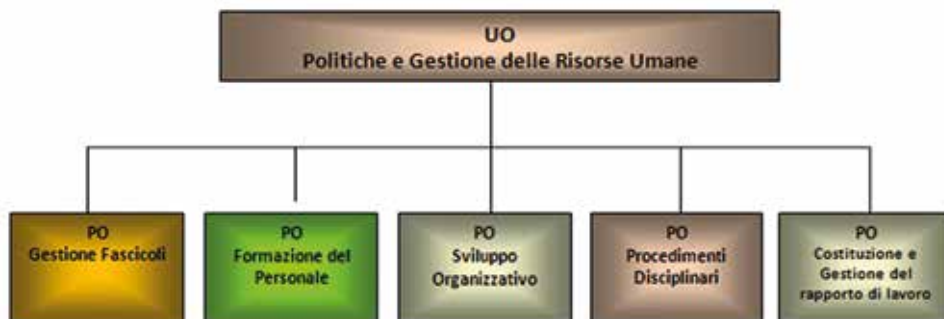 UO
Politiche e Gestione delle Risorse Umane
PO
Gestione Fascicoli
PO
Formazione del
Personale
PO
Sviluppo
Organizzativo
PO
Procedimenti
Disciplinari
PO
Costituzione e
Gestione del
rapporto di lavoro